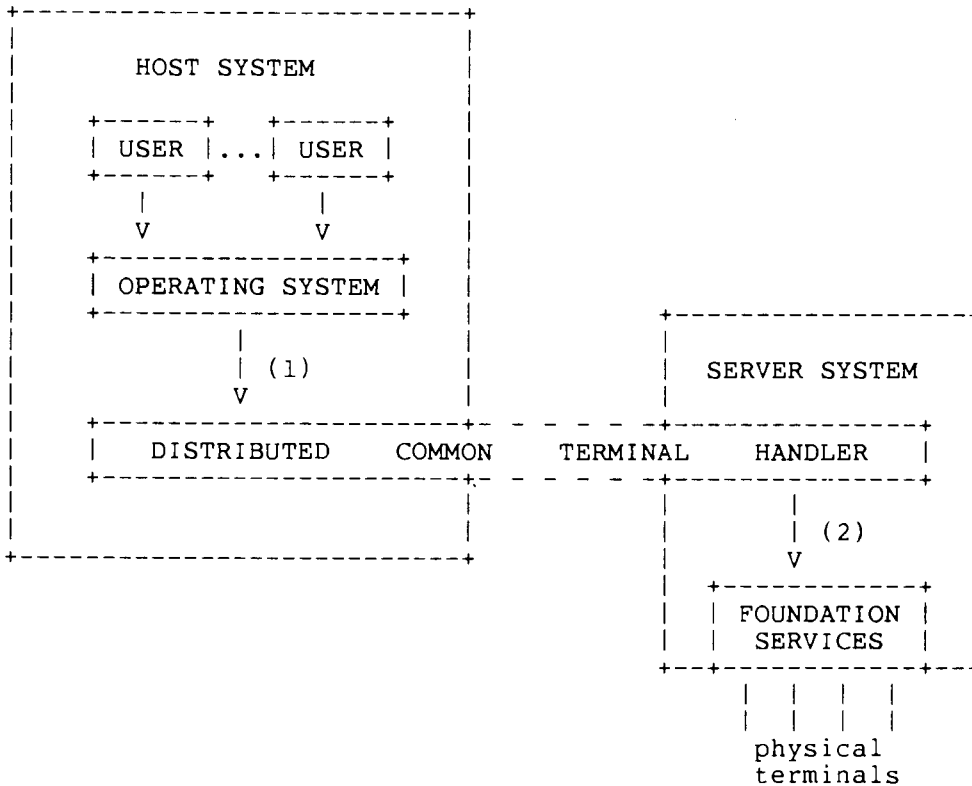 HOST SYSTEM
USER ... USER
OPERATING SYSTEM
(1)
SERVER SYSTEM
DISTRIBUTED COMMON TERMINAL HANDLER
(2)
FOUNDATION
SERVICES
physical
terminals